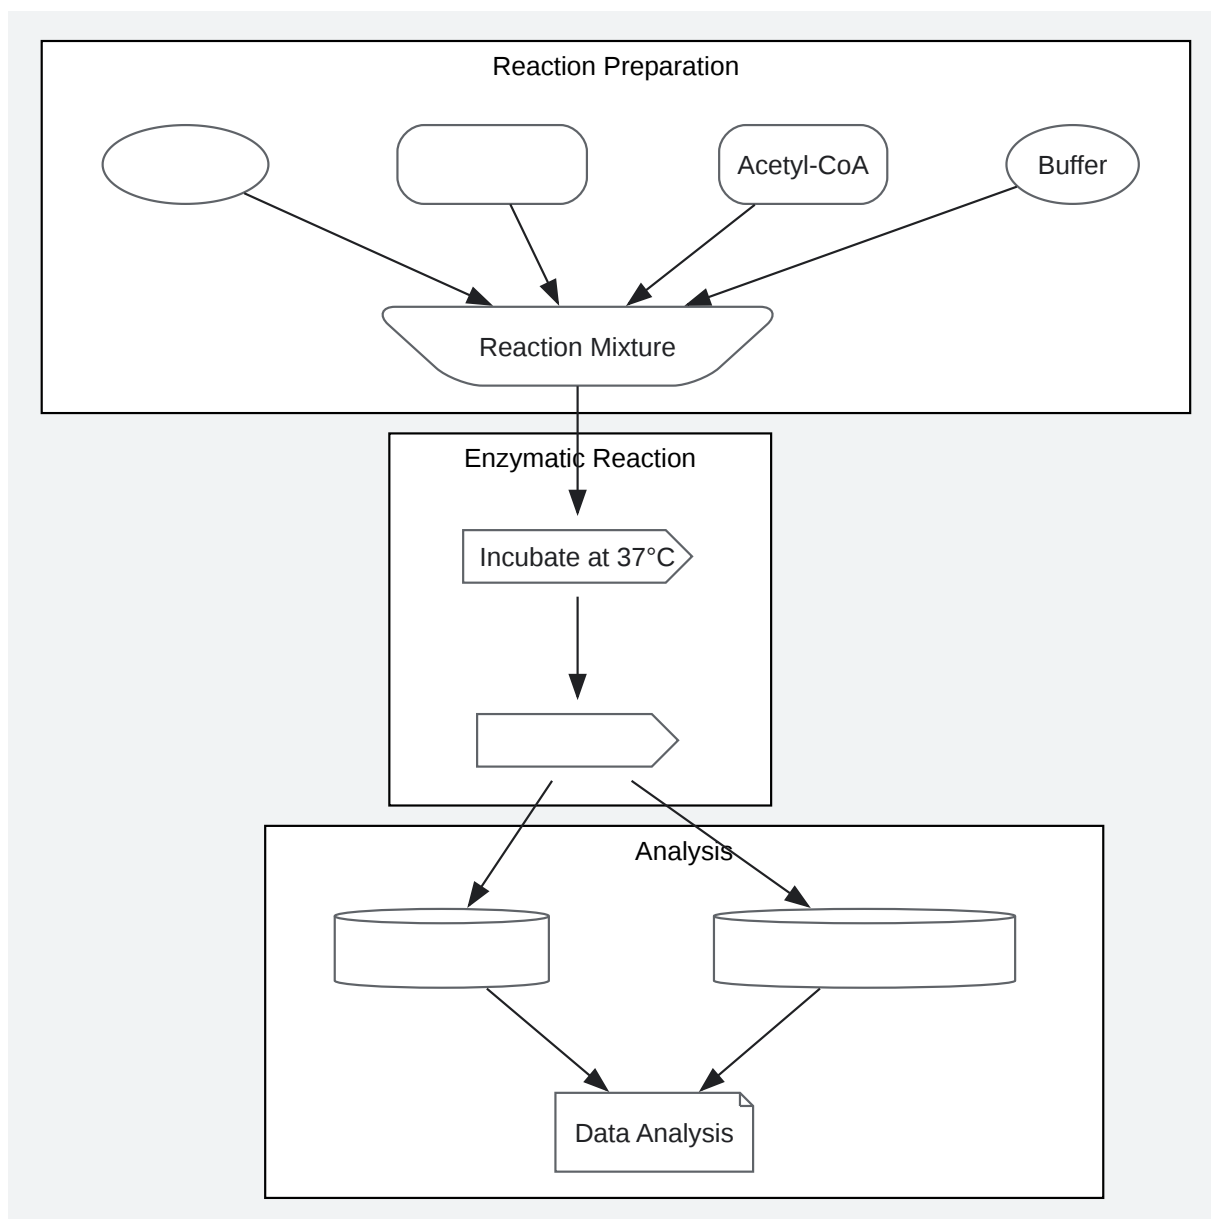 Reaction Preparation
Acetyl-CoA
Buffer
Reaction Mixture
Enzymatic Reaction
Incubate at 37°C
Analysis
Data Analysis